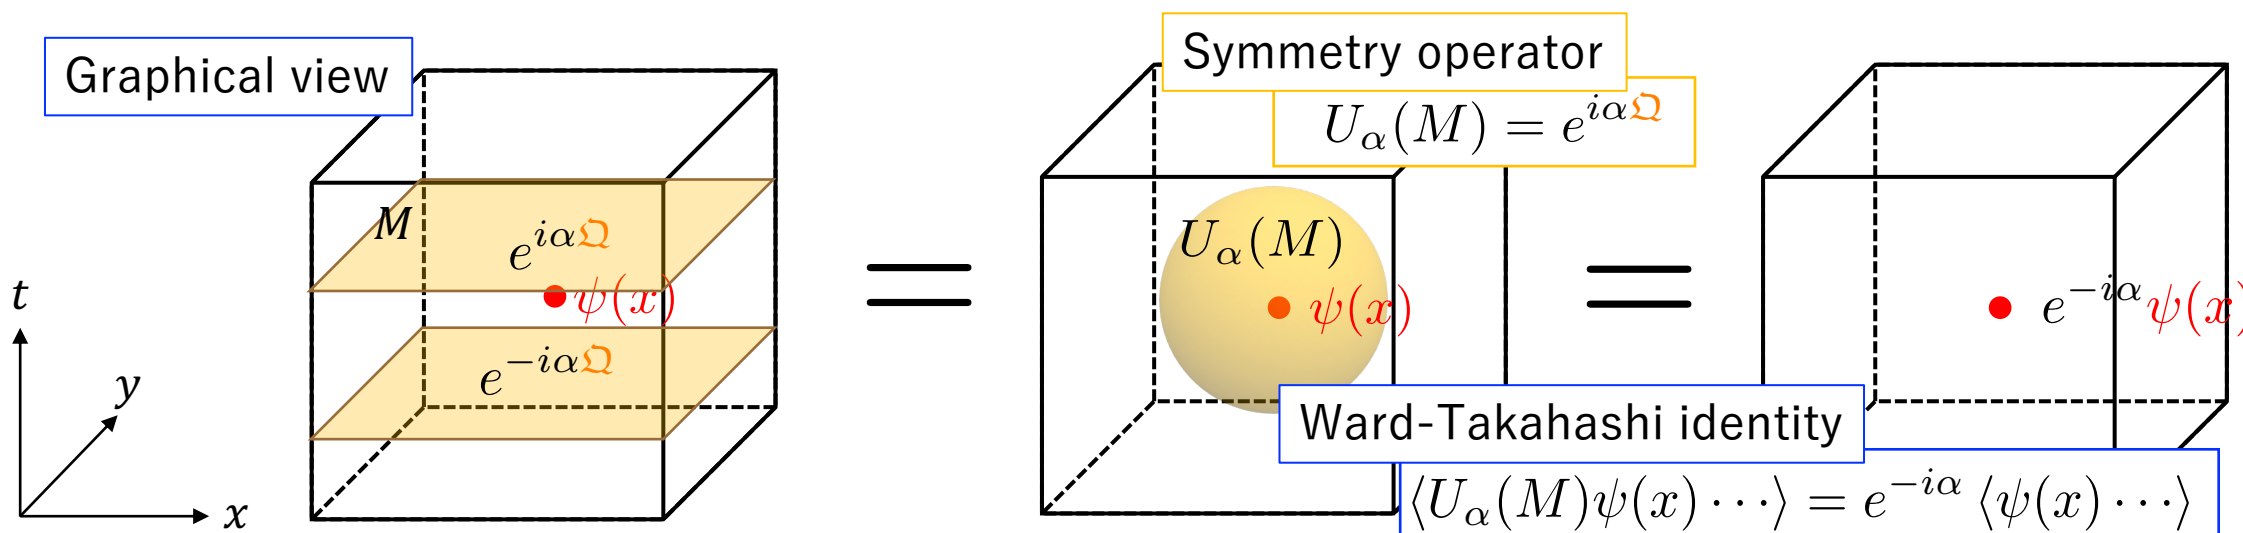 Graphical view
Symmetry operator
U_α(M) = e^{iα𝔔}
M
e^{iα𝔔}
ψ(x)
e^{-iα𝔔}
t
y
x
=
U_α(M)
ψ(x)
=
e^{-iα}ψ(x)
Ward-Takahashi identity
⟨U_α(M)ψ(x)⋯⟩ = e^{-iα} ⟨ψ(x)⋯⟩